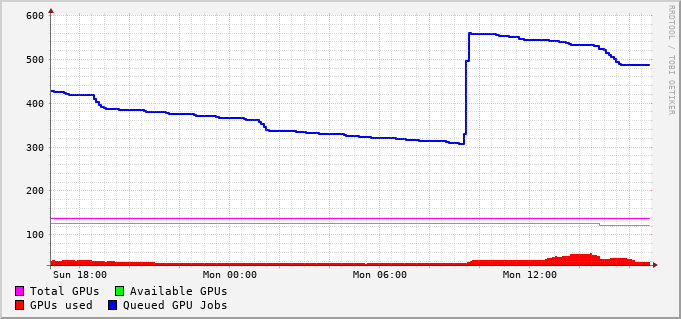 600
500
400
300
200
100
Sun 18:00 Mon 00:00 Mon 06:00 Mon 12:00
Total GPUs Available GPUs
GPUs used Queued GPU Jobs
RRDTOOL / TOBI OETIKER